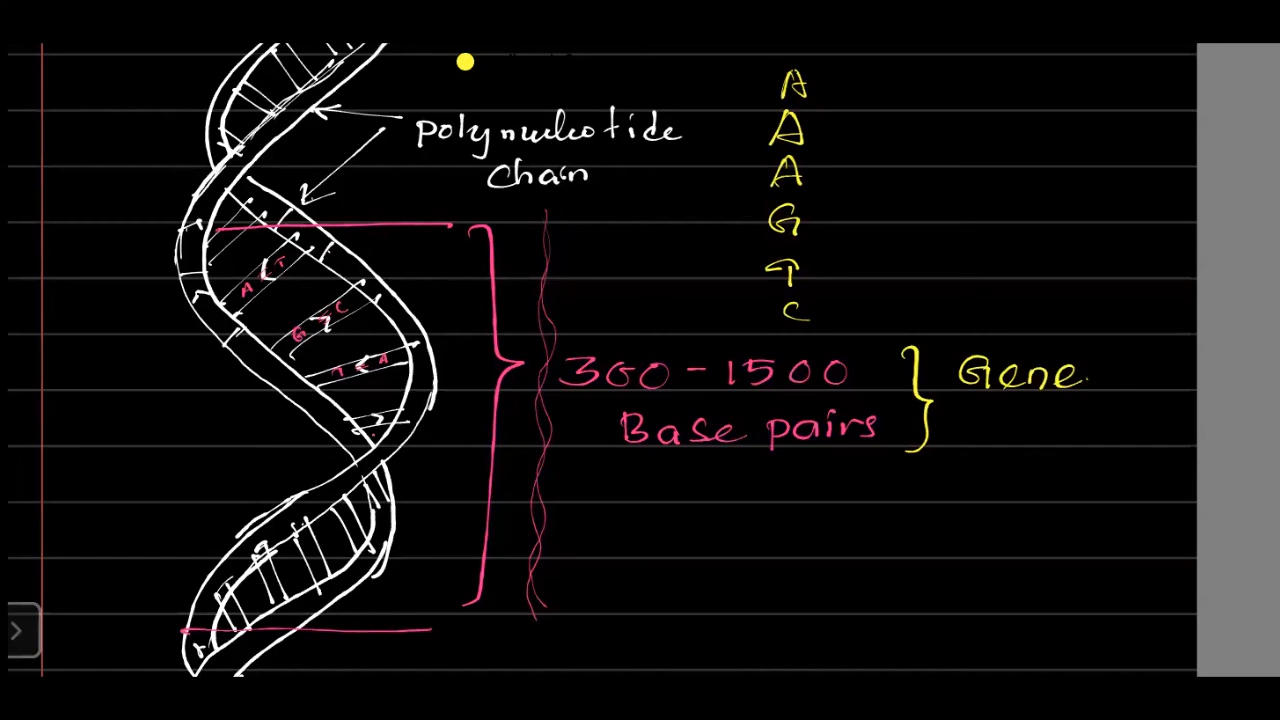 polynucleotide
chain
A
A
A
G
T
C
A T
G C
T A
300-1500
Base pairs
Gene